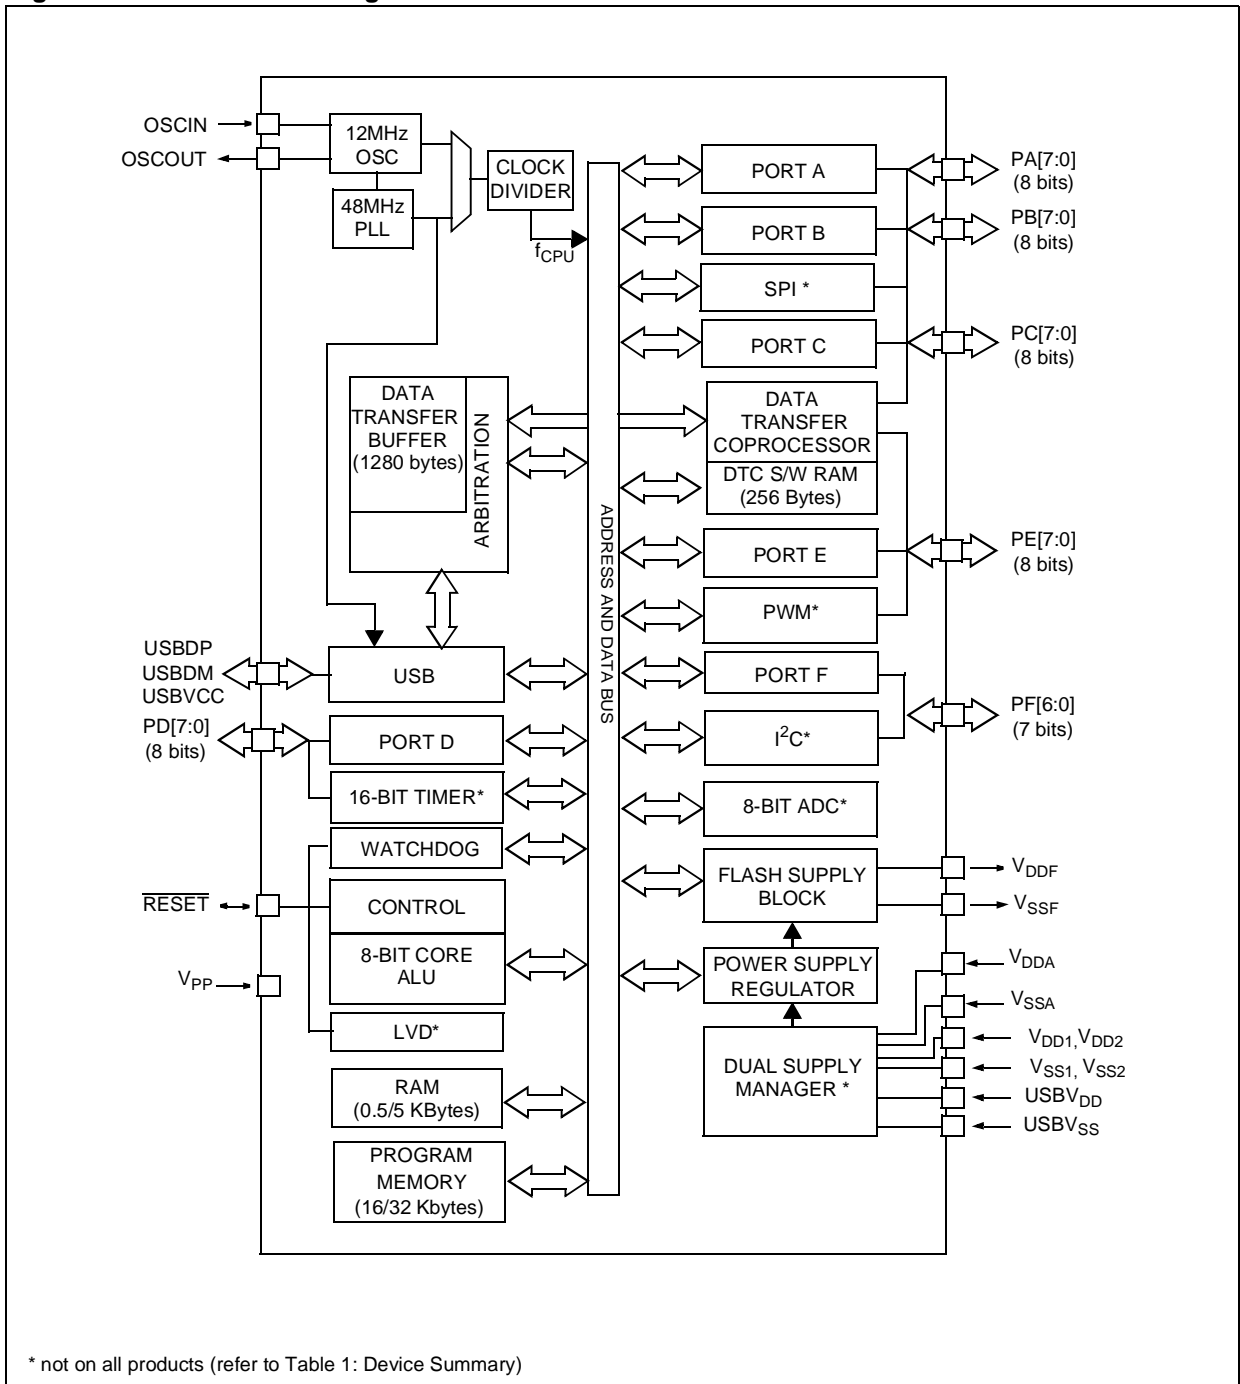 OSCIN
OSCOUT
12MHz
OSC
48MHz
PLL
CLOCK
DIVIDER
fCPU
DATA
TRANSFER
BUFFER
(1280 bytes)
ARBITRATION
USBDP
USBDM
USBVCC
USB
PD[7:0]
(8 bits)
PORT D
16-BIT TIMER*
WATCHDOG
RESET
CONTROL
8-BIT CORE
ALU
VPP
LVD*
RAM
(0.5/5 KBytes)
PROGRAM
MEMORY
(16/32 Kbytes)
ADDRESS AND DATA BUS
PORT A
PA[7:0]
(8 bits)
PORT B
PB[7:0]
(8 bits)
SPI *
PORT C
PC[7:0]
(8 bits)
DATA
TRANSFER
COPROCESSOR
DTC S/W RAM
(256 Bytes)
PORT E
PE[7:0]
(8 bits)
PWM*
PORT F
I2C*
PF[6:0]
(7 bits)
8-BIT ADC*
FLASH SUPPLY
BLOCK
VDDF
VSSF
POWER SUPPLY
REGULATOR
DUAL SUPPLY
MANAGER *
VDDA
VSSA
VDD1,VDD2
VSS1, VSS2
USBVDD
USBVSS
* not on all products (refer to Table 1: Device Summary)